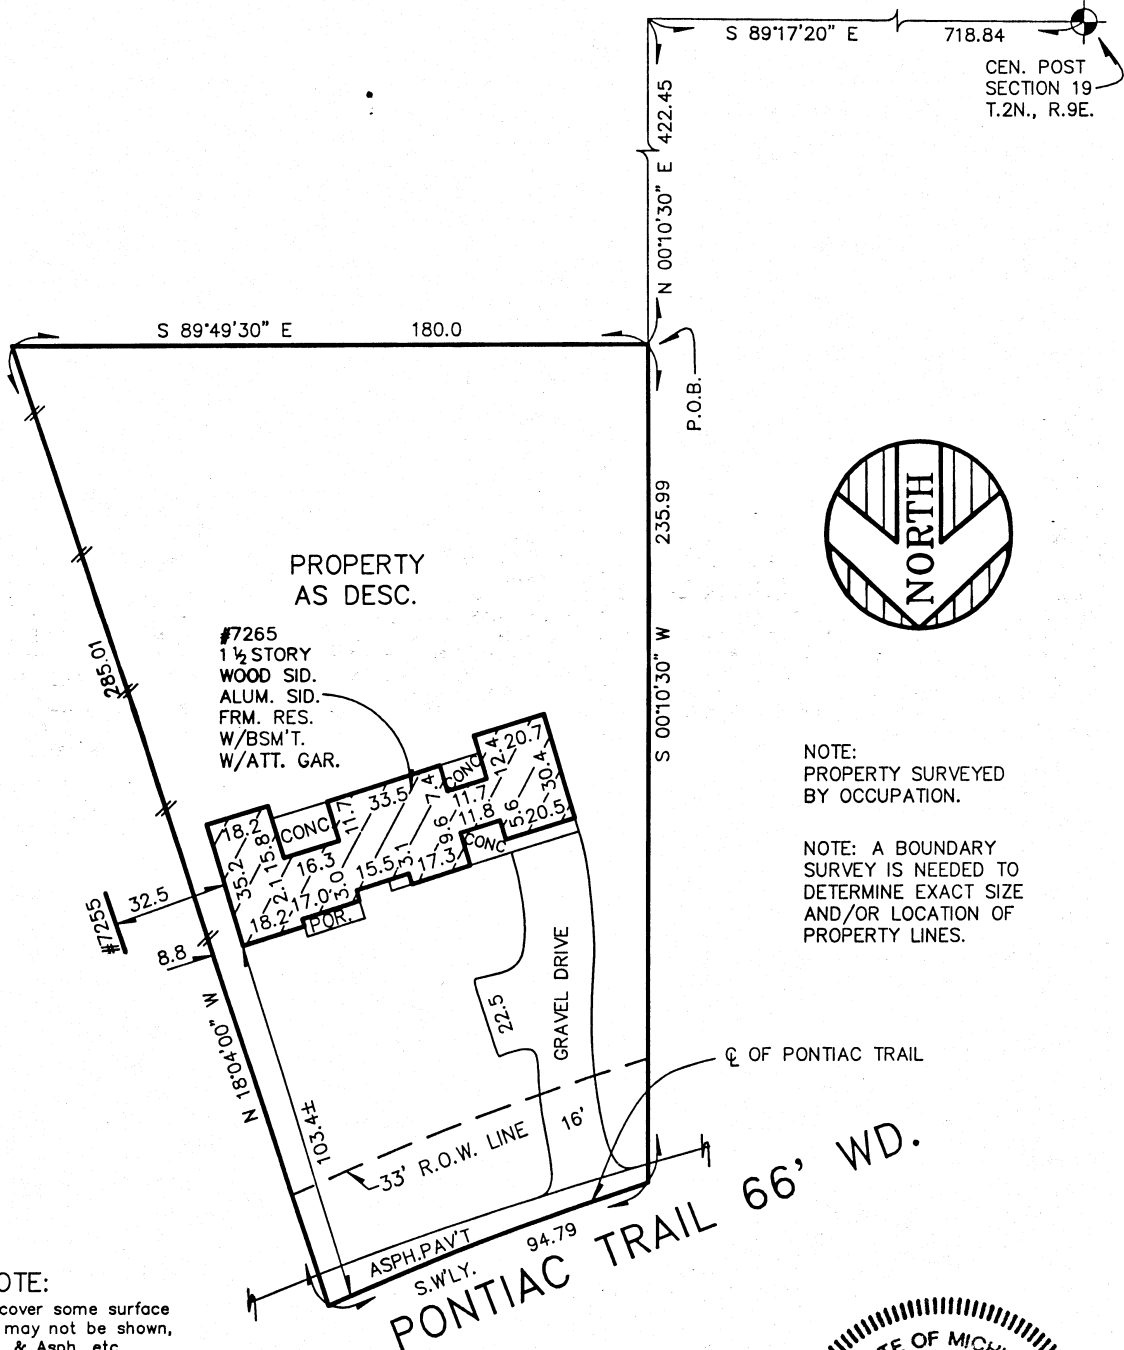 S 89°17'20" E 718.84
CEN. POST
SECTION 19
T.2N., R.9E.
N 00°10'30" E 422.45
S 89°49'30" E 180.0
P.O.B.
235.99
S 00°10'30" W
NORTH
PROPERTY
AS DESC.
#7265
1 ½ STORY
WOOD SID.
ALUM. SID.
FRM. RES.
W/BSM'T.
W/ATT. GAR.
285.01
NOTE:
PROPERTY SURVEYED
BY OCCUPATION.
NOTE: A BOUNDARY
SURVEY IS NEEDED TO
DETERMINE EXACT SIZE
AND/OR LOCATION OF
PROPERTY LINES.
20.7
12.4
30.4
CONC
7.4
33.5
11.7
11.7
11.8
5.6
20.5
18.2
CONC
15.8
16.3
9.6
CONC
35.2
2.1
15.5
3.1
17.3
3.0
17.0
18.2
POR.
32.5
#7255
8.8
N 18°04'00" W
22.5
GRAVEL DRIVE
℄ OF PONTIAC TRAIL
103.4±
33' R.O.W. LINE
16'
ASPH.PAV'T
S.W'LY.
94.79
PONTIAC TRAIL 66' WD.
OTE:
cover some surface
may not be shown,
& Asph. etc
TE OF MICH